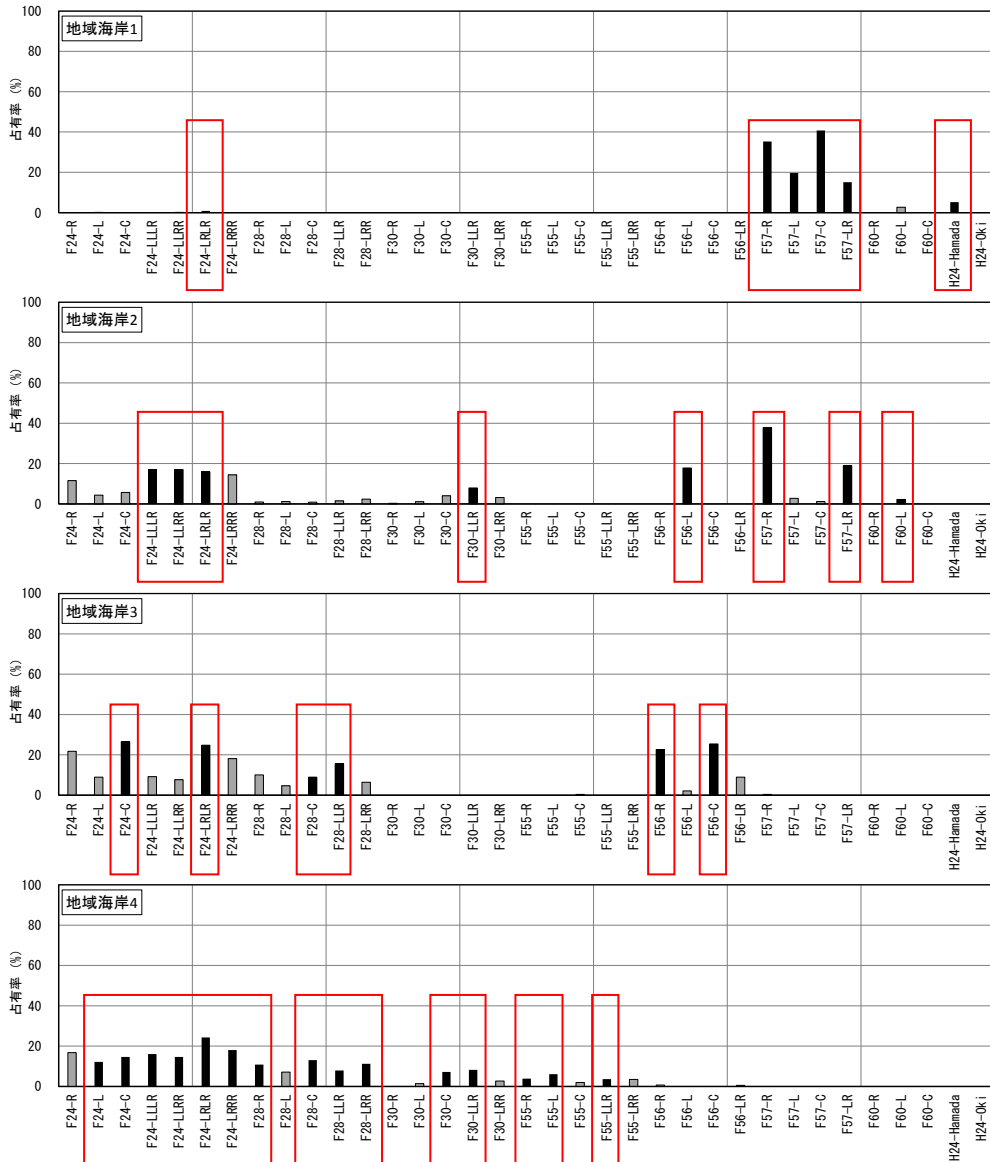 地域海岸1
占有率 (%)
100
80
60
40
20
0
F24-R
F24-L
F24-C
F24-LLLR
F24-LLRR
F24-LRLR
F24-LRRR
F28-R
F28-L
F28-C
F28-LLR
F28-LRR
F30-R
F30-L
F30-C
F30-LLR
F30-LRR
F55-R
F55-L
F55-C
F55-LLR
F55-LRR
F56-R
F56-L
F56-C
F56-LR
F57-R
F57-L
F57-C
F57-LR
F60-R
F60-L
F60-C
H24-Hamada
H24-Oki
地域海岸2
占有率 (%)
100
80
60
40
20
0
F24-R
F24-L
F24-C
F24-LLLR
F24-LLRR
F24-LRLR
F24-LRRR
F28-R
F28-L
F28-C
F28-LLR
F28-LRR
F30-R
F30-L
F30-C
F30-LLR
F30-LRR
F55-R
F55-L
F55-C
F55-LLR
F55-LRR
F56-R
F56-L
F56-C
F56-LR
F57-R
F57-L
F57-C
F57-LR
F60-R
F60-L
F60-C
H24-Hamada
H24-Oki
地域海岸3
占有率 (%)
100
80
60
40
20
0
F24-R
F24-L
F24-C
F24-LLLR
F24-LLRR
F24-LRLR
F24-LRRR
F28-R
F28-L
F28-C
F28-LLR
F28-LRR
F30-R
F30-L
F30-C
F30-LLR
F30-LRR
F55-R
F55-L
F55-C
F55-LLR
F55-LRR
F56-R
F56-L
F56-C
F56-LR
F57-R
F57-L
F57-C
F57-LR
F60-R
F60-L
F60-C
H24-Hamada
H24-Oki
地域海岸4
占有率 (%)
100
80
60
40
20
0
F24-R
F24-L
F24-C
F24-LLLR
F24-LLRR
F24-LRLR
F24-LRRR
F28-R
F28-L
F28-C
F28-LLR
F28-LRR
F30-R
F30-L
F30-C
F30-LLR
F30-LRR
F55-R
F55-L
F55-C
F55-LLR
F55-LRR
F56-R
F56-L
F56-C
F56-LR
F57-R
F57-L
F57-C
F57-LR
F60-R
F60-L
F60-C
H24-Hamada
H24-Oki